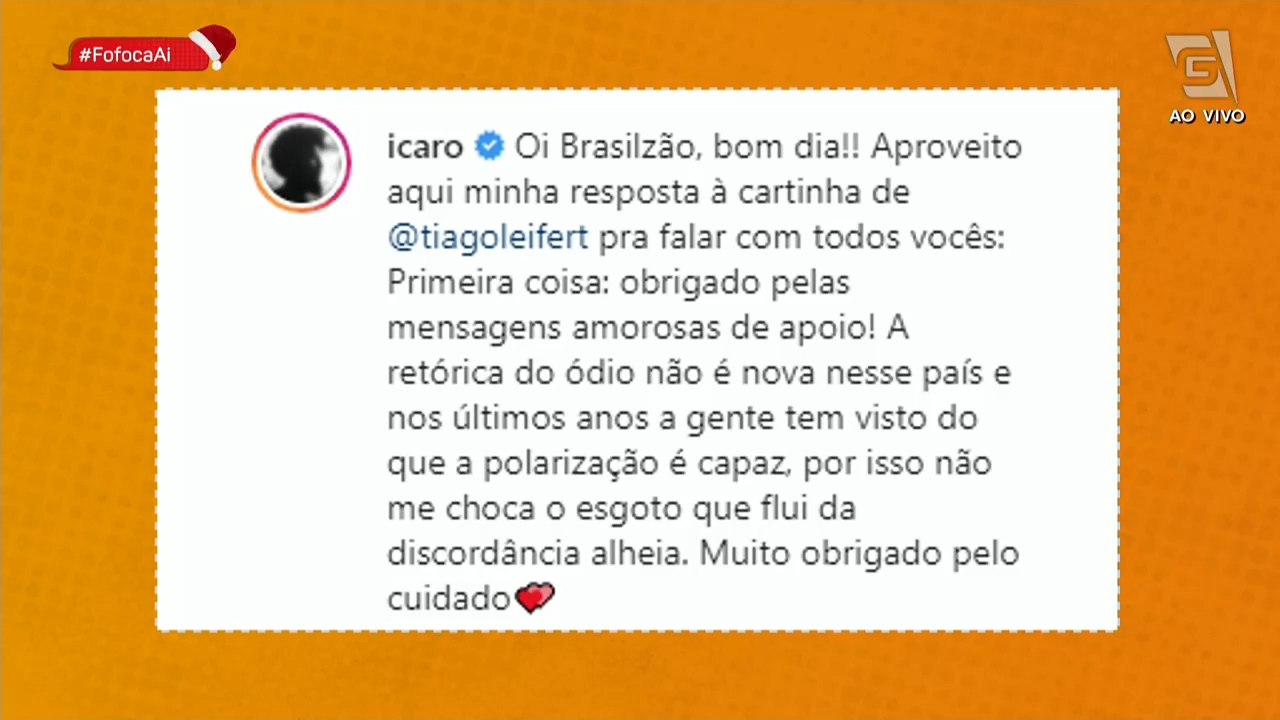 #FofocaAi
G
AO VIVO
icaro Oi Brasilzão, bom dia!! Aproveito
aqui minha resposta à cartinha de
@tiagoleifert pra falar com todos vocês:
Primeira coisa: obrigado pelas
mensagens amorosas de apoio! A
retórica do ódio não é nova nesse país e
nos últimos anos a gente tem visto do
que a polarização é capaz, por isso não
me choca o esgoto que flui da
discordância alheia. Muito obrigado pelo
cuidado